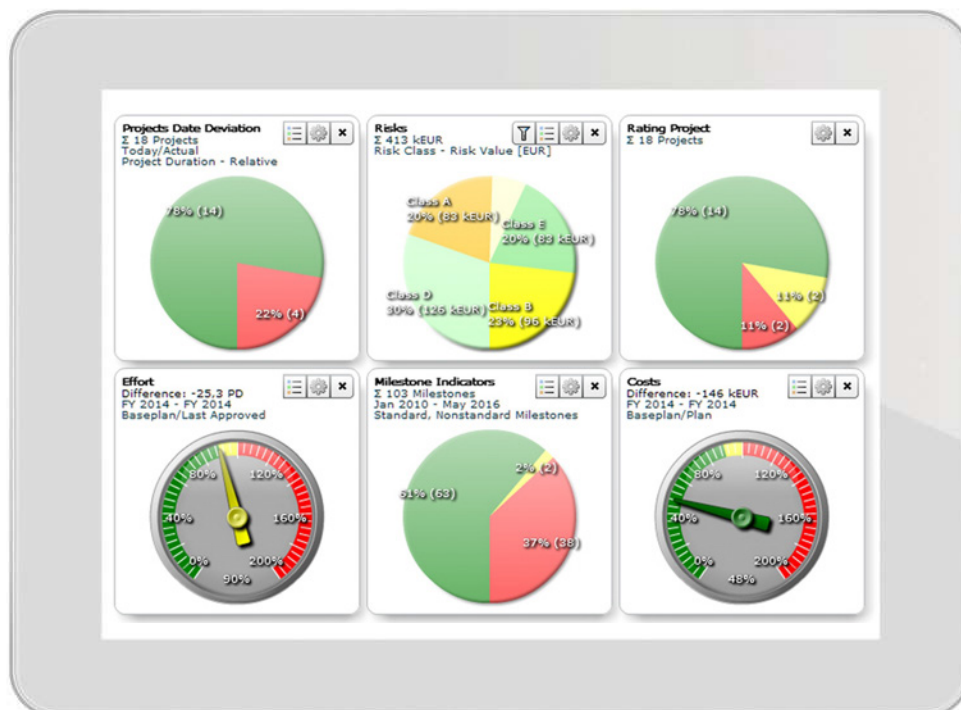 Projects Date Deviation
Σ 18 Projects
Today/Actual
Project Duration - Relative
78% (14)
22% (4)
Risks
Σ 413 kEUR
Risk Class - Risk Value [EUR]
Class A
20% (83 kEUR)
Class E
20% (83 kEUR)
Class D
30% (126 kEUR)
Class B
23% (96 kEUR)
Rating Project
Σ 18 Projects
78% (14)
11% (2)
11% (2)
Effort
Difference: -25,3 PD
FY 2014 - FY 2014
Baseplan/Last Approved
80%
120%
40%
160%
0%
200%
90%
Milestone Indicators
Σ 103 Milestones
Jan 2010 - May 2016
Standard, Nonstandard Milestones
2% (2)
61% (63)
37% (38)
Costs
Difference: -146 kEUR
FY 2014 - FY 2014
Baseplan/Plan
80%
120%
40%
160%
0%
200%
48%